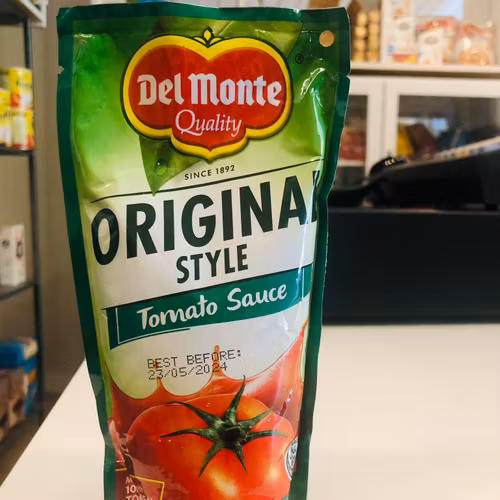 Del Monte
®
Quality
SINCE 1892
ORIGINAL
STYLE
Tomato Sauce
BEST BEFORE:
23/05/2024